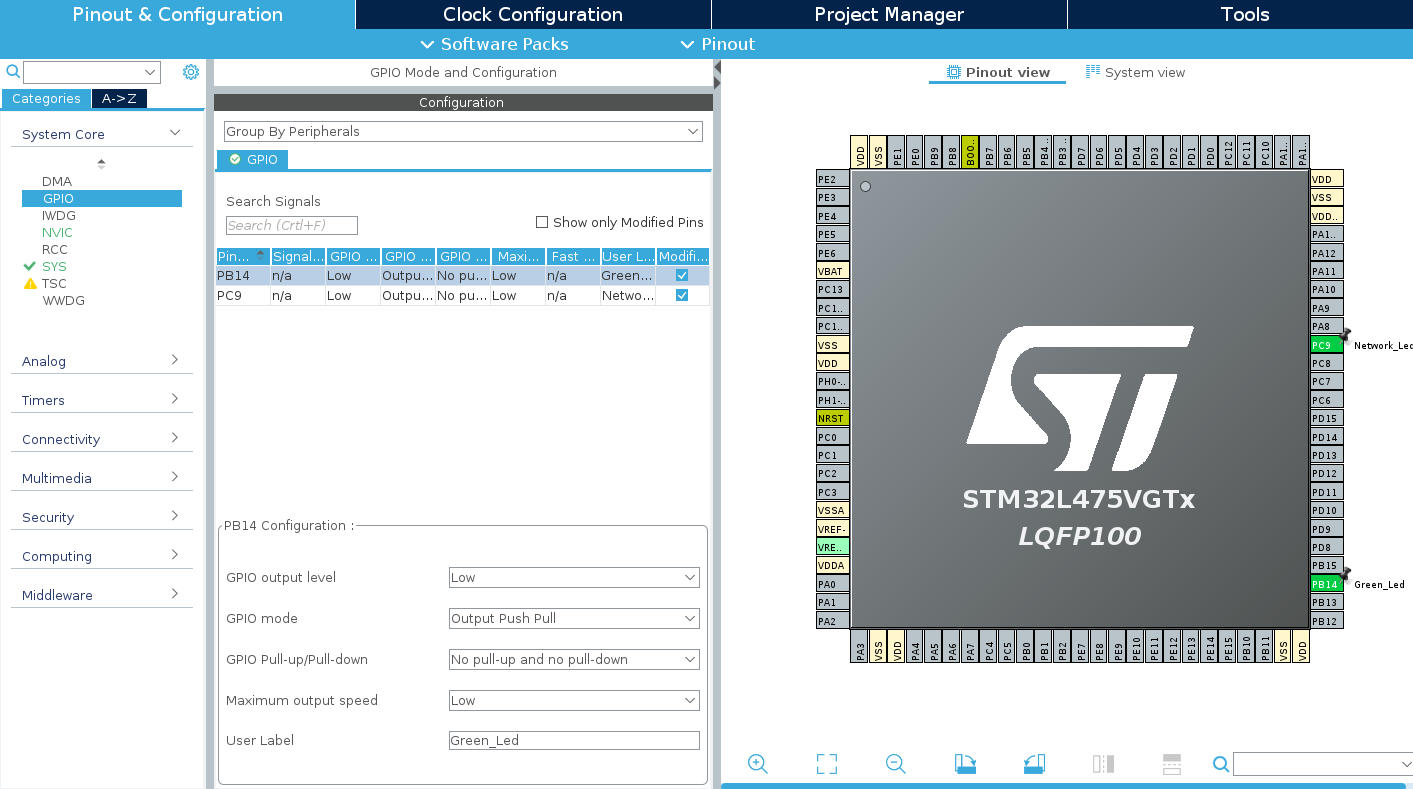 Pinout & Configuration
Clock Configuration
Project Manager
Tools
Software Packs
Pinout
Categories
A->Z
System Core
DMA
GPIO
IWDG
NVIC
RCC
SYS
TSC
WWDG
Analog
Timers
Connectivity
Multimedia
Security
Computing
Middleware
GPIO Mode and Configuration
Configuration
Group By Peripherals
GPIO
Search Signals
Search (Crtl+F)
Show only Modified Pins
Pin... Signal... GPIO ... GPIO ... GPIO ... Maxi... Fast ... User L... Modifi...
PB14 n/a Low Outpu... No pu... Low n/a Green...
PC9 n/a Low Outpu... No pu... Low n/a Netwo...
PB14 Configuration :
GPIO output level Low
GPIO mode Output Push Pull
GPIO Pull-up/Pull-down No pull-up and no pull-down
Maximum output speed Low
User Label Green_Led
Pinout view
System view
VDD VSS PE1 PE0 PB9 PB8 BOO.. PB7 PB6 PB5 PB4 .. PB3 .. PD7 PD6 PD5 PD4 PD3 PD2 PD1 PD0 PC12 PC11 PC10 PA1.. PA1..
PE2
PE3
PE4
PE5
PE6
VBAT
PC13
PC1..
PC1..
VSS
VDD
PH0-..
PH1-..
NRST
PC0
PC1
PC2
PC3
VSSA
VREF-
VRE..
VDDA
PA0
PA1
PA2
ST
STM32L475VGTx
LQFP100
VDD
VSS
VDD..
PA1..
PA12
PA11
PA10
PA9
PA8
PC9 Network_Led
PC8
PC7
PC6
PD15
PD14
PD13
PD12
PD11
PD10
PD9
PD8
PB15
PB14 Green_Led
PB13
PB12
PA3 VSS VDD PA4 PA5 PA6 PA7 PC4 PC5 PB0 PB1 PB2 PE7 PE8 PE9 PE10 PE11 PE12 PE13 PE14 PE15 PB10 PB11 VSS VDD